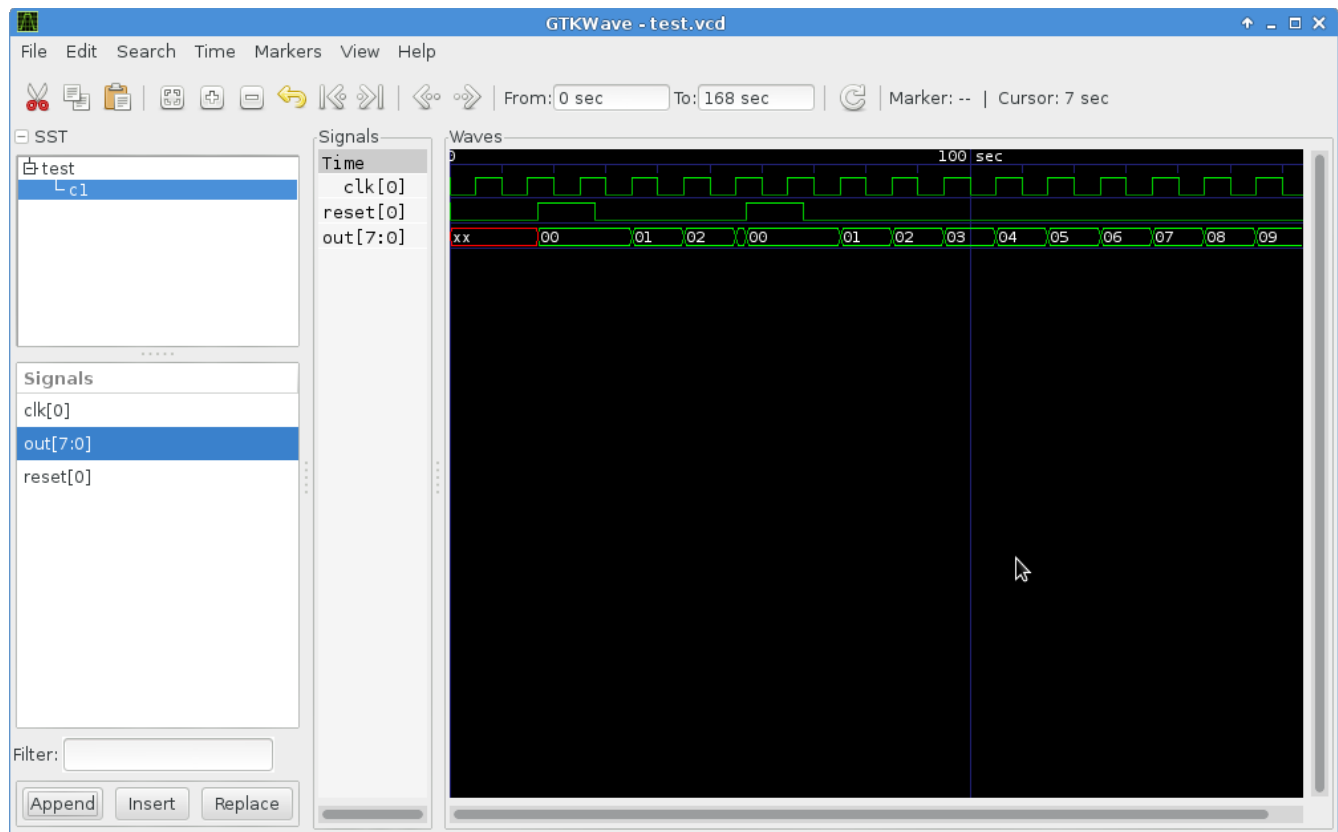 GTKWave - test.vcd
File Edit Search Time Markers View Help
From: 0 sec To: 168 sec | Marker: -- | Cursor: 7 sec
SST
test
c1
Signals
clk[0]
out[7:0]
reset[0]
Filter:
Append Insert Replace
Signals
Time
clk[0]
reset[0]
out[7:0]
Waves
0 100 sec
xx 00 01 02 00 01 02 03 04 05 06 07 08 09